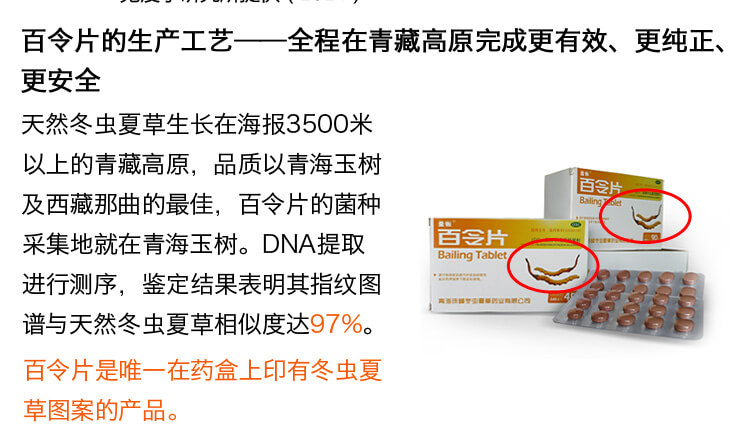 百令片的生产工艺——全程在青藏高原完成更有效、更纯正、
更安全
天然冬虫夏草生长在海报3500米
以上的青藏高原，品质以青海玉树
及西藏那曲的最佳，百令片的菌种
采集地就在青海玉树。DNA提取
进行测序，鉴定结果表明其指纹图
谱与天然冬虫夏草相似度达97%。
百令片是唯一在药盒上印有冬虫夏
草图案的产品。
百令片
Bailing Tablet
百令片
Bailing Tablet